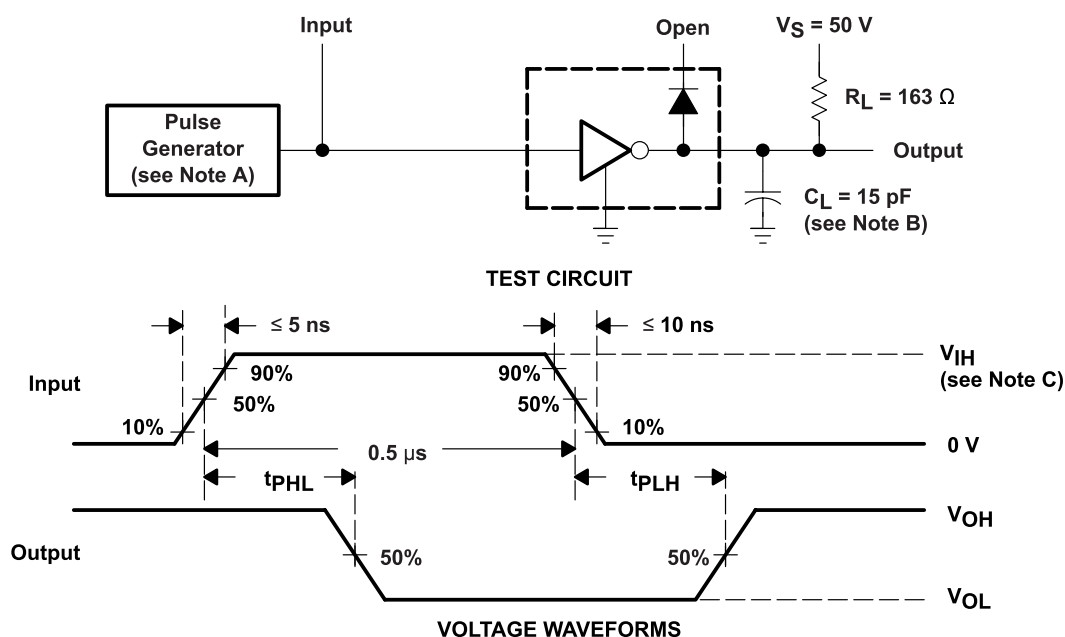 Input
Open
VS = 50 V
Pulse
Generator
(see Note A)
RL = 163 Ω
Output
CL = 15 pF
(see Note B)
TEST CIRCUIT
≤ 5 ns
≤ 10 ns
Input
90%
50%
10%
90%
50%
10%
VIH
(see Note C)
0 V
0.5 μs
tPHL
tPLH
Output
50%
50%
VOH
VOL
VOLTAGE WAVEFORMS